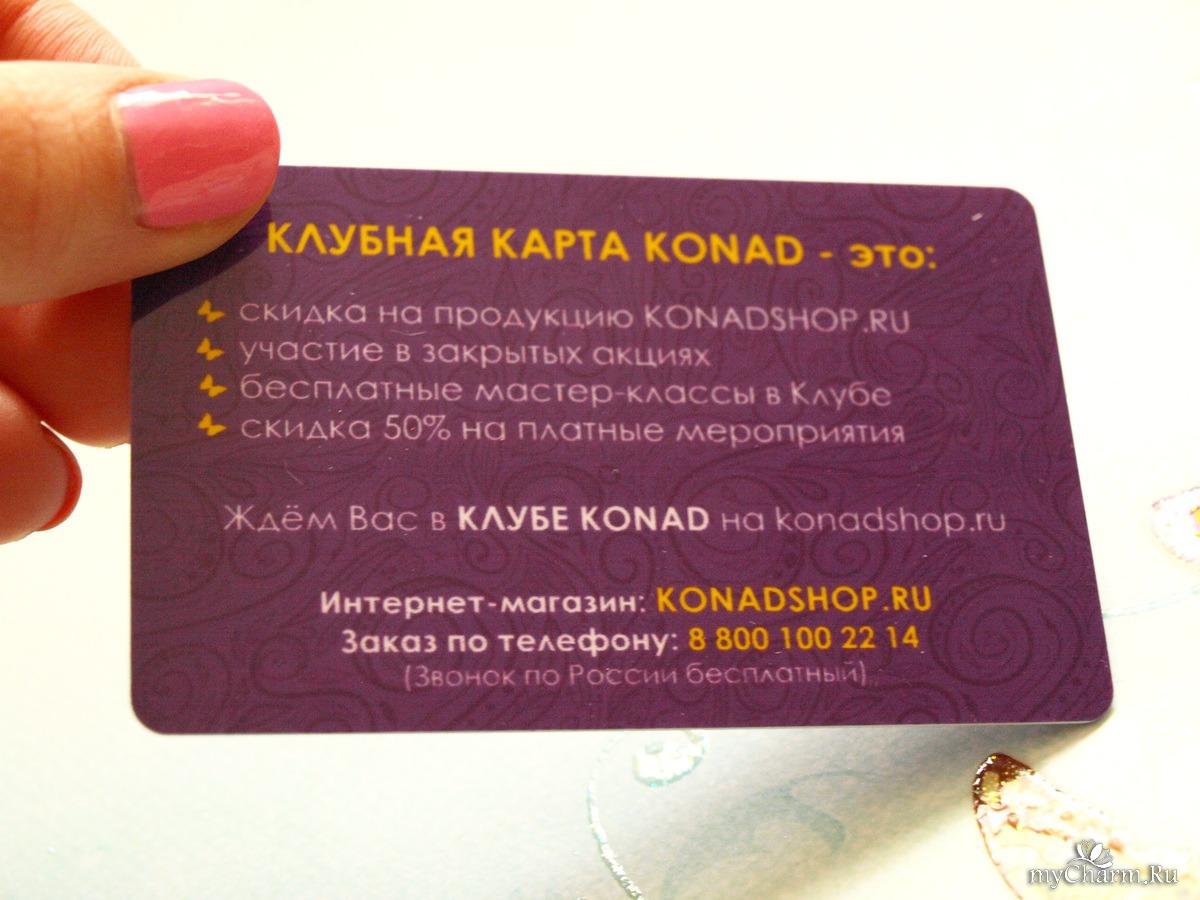 КЛУБНАЯ КАРТА KONAD - это:
скидка на продукцию KONADSHOP.RU
участие в закрытых акциях
бесплатные мастер-классы в Клубе
скидка 50% на платные мероприятия
Ждём Вас в КЛУБЕ KONAD на konadshop.ru
Интернет-магазин: KONADSHOP.RU
Заказ по телефону: 8 800 100 22 14
(Звонок по России бесплатный)
myCharm.Ru